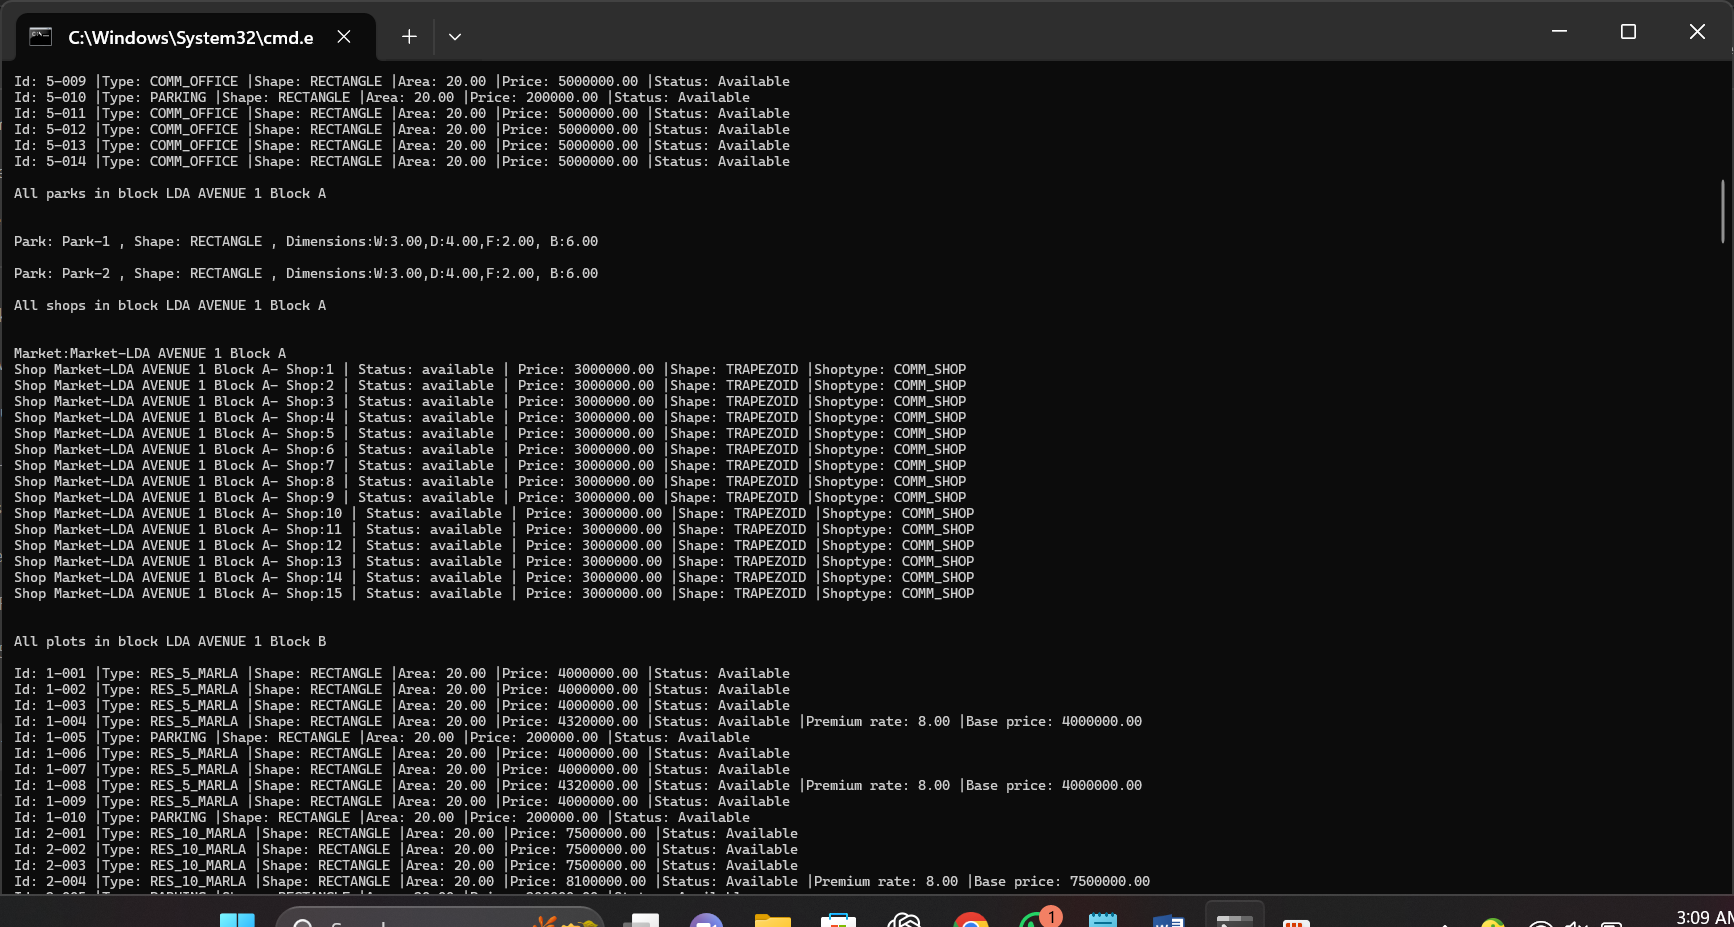 C:\Windows\System32\cmd.e
Id: 5-009 |Type: COMM_OFFICE |Shape: RECTANGLE |Area: 20.00 |Price: 5000000.00 |Status: Available
Id: 5-010 |Type: PARKING |Shape: RECTANGLE |Area: 20.00 |Price: 200000.00 |Status: Available
Id: 5-011 |Type: COMM_OFFICE |Shape: RECTANGLE |Area: 20.00 |Price: 5000000.00 |Status: Available
Id: 5-012 |Type: COMM_OFFICE |Shape: RECTANGLE |Area: 20.00 |Price: 5000000.00 |Status: Available
Id: 5-013 |Type: COMM_OFFICE |Shape: RECTANGLE |Area: 20.00 |Price: 5000000.00 |Status: Available
Id: 5-014 |Type: COMM_OFFICE |Shape: RECTANGLE |Area: 20.00 |Price: 5000000.00 |Status: Available
All parks in block LDA AVENUE 1 Block A
Park: Park-1 , Shape: RECTANGLE , Dimensions:W:3.00,D:4.00,F:2.00, B:6.00
Park: Park-2 , Shape: RECTANGLE , Dimensions:W:3.00,D:4.00,F:2.00, B:6.00
All shops in block LDA AVENUE 1 Block A
Market:Market-LDA AVENUE 1 Block A
Shop Market-LDA AVENUE 1 Block A- Shop:1 | Status: available | Price: 3000000.00 |Shape: TRAPEZOID |Shoptype: COMM_SHOP
Shop Market-LDA AVENUE 1 Block A- Shop:2 | Status: available | Price: 3000000.00 |Shape: TRAPEZOID |Shoptype: COMM_SHOP
Shop Market-LDA AVENUE 1 Block A- Shop:3 | Status: available | Price: 3000000.00 |Shape: TRAPEZOID |Shoptype: COMM_SHOP
Shop Market-LDA AVENUE 1 Block A- Shop:4 | Status: available | Price: 3000000.00 |Shape: TRAPEZOID |Shoptype: COMM_SHOP
Shop Market-LDA AVENUE 1 Block A- Shop:5 | Status: available | Price: 3000000.00 |Shape: TRAPEZOID |Shoptype: COMM_SHOP
Shop Market-LDA AVENUE 1 Block A- Shop:6 | Status: available | Price: 3000000.00 |Shape: TRAPEZOID |Shoptype: COMM_SHOP
Shop Market-LDA AVENUE 1 Block A- Shop:7 | Status: available | Price: 3000000.00 |Shape: TRAPEZOID |Shoptype: COMM_SHOP
Shop Market-LDA AVENUE 1 Block A- Shop:8 | Status: available | Price: 3000000.00 |Shape: TRAPEZOID |Shoptype: COMM_SHOP
Shop Market-LDA AVENUE 1 Block A- Shop:9 | Status: available | Price: 3000000.00 |Shape: TRAPEZOID |Shoptype: COMM_SHOP
Shop Market-LDA AVENUE 1 Block A- Shop:10 | Status: available | Price: 3000000.00 |Shape: TRAPEZOID |Shoptype: COMM_SHOP
Shop Market-LDA AVENUE 1 Block A- Shop:11 | Status: available | Price: 3000000.00 |Shape: TRAPEZOID |Shoptype: COMM_SHOP
Shop Market-LDA AVENUE 1 Block A- Shop:12 | Status: available | Price: 3000000.00 |Shape: TRAPEZOID |Shoptype: COMM_SHOP
Shop Market-LDA AVENUE 1 Block A- Shop:13 | Status: available | Price: 3000000.00 |Shape: TRAPEZOID |Shoptype: COMM_SHOP
Shop Market-LDA AVENUE 1 Block A- Shop:14 | Status: available | Price: 3000000.00 |Shape: TRAPEZOID |Shoptype: COMM_SHOP
Shop Market-LDA AVENUE 1 Block A- Shop:15 | Status: available | Price: 3000000.00 |Shape: TRAPEZOID |Shoptype: COMM_SHOP
All plots in block LDA AVENUE 1 Block B
Id: 1-001 |Type: RES_5_MARLA |Shape: RECTANGLE |Area: 20.00 |Price: 4000000.00 |Status: Available
Id: 1-002 |Type: RES_5_MARLA |Shape: RECTANGLE |Area: 20.00 |Price: 4000000.00 |Status: Available
Id: 1-003 |Type: RES_5_MARLA |Shape: RECTANGLE |Area: 20.00 |Price: 4000000.00 |Status: Available
Id: 1-004 |Type: RES_5_MARLA |Shape: RECTANGLE |Area: 20.00 |Price: 4320000.00 |Status: Available |Premium rate: 8.00 |Base price: 4000000.00
Id: 1-005 |Type: PARKING |Shape: RECTANGLE |Area: 20.00 |Price: 200000.00 |Status: Available
Id: 1-006 |Type: RES_5_MARLA |Shape: RECTANGLE |Area: 20.00 |Price: 4000000.00 |Status: Available
Id: 1-007 |Type: RES_5_MARLA |Shape: RECTANGLE |Area: 20.00 |Price: 4000000.00 |Status: Available
Id: 1-008 |Type: RES_5_MARLA |Shape: RECTANGLE |Area: 20.00 |Price: 4320000.00 |Status: Available |Premium rate: 8.00 |Base price: 4000000.00
Id: 1-009 |Type: RES_5_MARLA |Shape: RECTANGLE |Area: 20.00 |Price: 4000000.00 |Status: Available
Id: 1-010 |Type: PARKING |Shape: RECTANGLE |Area: 20.00 |Price: 200000.00 |Status: Available
Id: 2-001 |Type: RES_10_MARLA |Shape: RECTANGLE |Area: 20.00 |Price: 7500000.00 |Status: Available
Id: 2-002 |Type: RES_10_MARLA |Shape: RECTANGLE |Area: 20.00 |Price: 7500000.00 |Status: Available
Id: 2-003 |Type: RES_10_MARLA |Shape: RECTANGLE |Area: 20.00 |Price: 7500000.00 |Status: Available
Id: 2-004 |Type: RES_10_MARLA |Shape: RECTANGLE |Area: 20.00 |Price: 8100000.00 |Status: Available |Premium rate: 8.00 |Base price: 7500000.00
1
3:09 AM